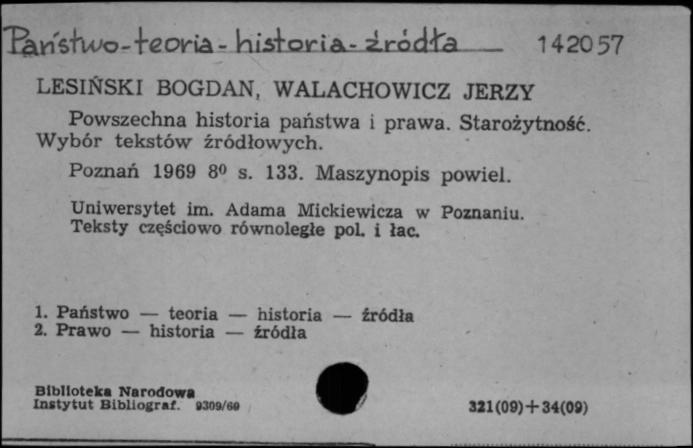 Państwo-teoria-historia-źródła 142057
LESIŃSKI BOGDAN, WALACHOWICZ JERZY
Powszechna historia państwa i prawa. Starożytność.
Wybór tekstów źródłowych.
Poznań 1969 8⁰ s. 133. Maszynopis powiel.
Uniwersytet im. Adama Mickiewicza w Poznaniu.
Teksty częściowo równoległe pol. i łac.
1. Państwo — teoria — historia — źródła
2. Prawo — historia — źródła
Biblioteka Narodowa
Instytut Bibliograf. 9309/69
321(09)+34(09)